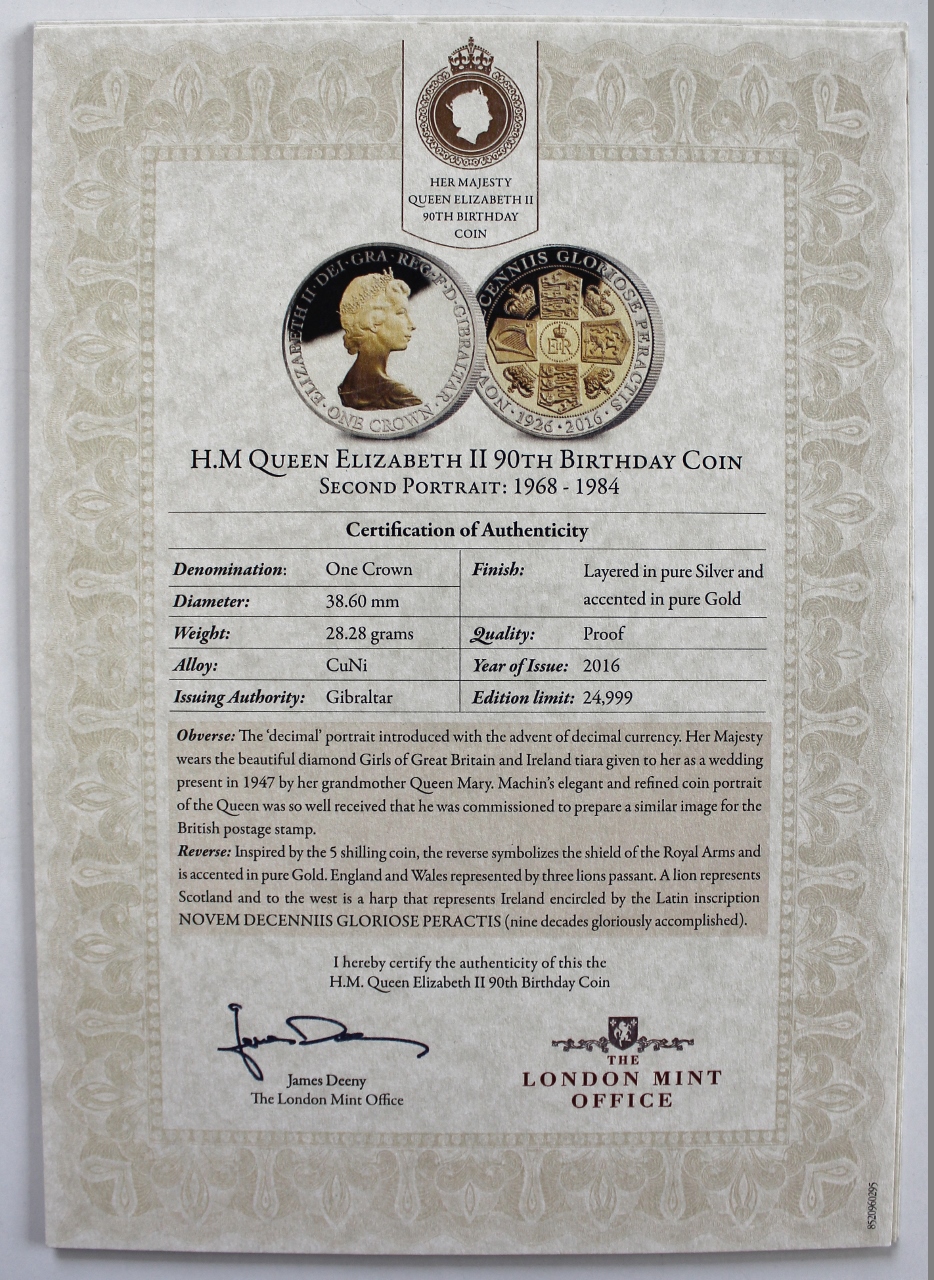 HER MAJESTY
QUEEN ELIZABETH II
90TH BIRTHDAY
COIN
·ELIZABETH II·DEI·GRA·REG·F·D·GIBRALTAR·
ONE CROWN
NOV CENNIIS GLORIOSE PERACTIS
·1926·2016·
EIIR
H.M QUEEN ELIZABETH II 90TH BIRTHDAY COIN
SECOND PORTRAIT: 1968 - 1984
Certification of Authenticity
Denomination: One Crown
Diameter: 38.60 mm
Weight: 28.28 grams
Alloy: CuNi
Issuing Authority: Gibraltar
Finish: Layered in pure Silver and
accented in pure Gold
Quality: Proof
Year of Issue: 2016
Edition limit: 24,999
Obverse: The ‘decimal’ portrait introduced with the advent of decimal currency. Her Majesty
wears the beautiful diamond Girls of Great Britain and Ireland tiara given to her as a wedding
present in 1947 by her grandmother Queen Mary. Machin's elegant and refined coin portrait
of the Queen was so well received that he was commissioned to prepare a similar image for the
British postage stamp.
Reverse: Inspired by the 5 shilling coin, the reverse symbolizes the shield of the Royal Arms and
is accented in pure Gold. England and Wales represented by three lions passant. A lion represents
Scotland and to the west is a harp that represents Ireland encircled by the Latin inscription
NOVEM DECENNIIS GLORIOSE PERACTIS (nine decades gloriously accomplished).
I hereby certify the authenticity of this the
H.M. Queen Elizabeth II 90th Birthday Coin
James Deeny
James Deeny
The London Mint Office
THE
LONDON MINT
OFFICE
8520960295